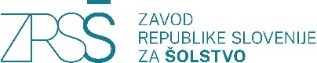 ZRSŠ
ZAVOD
REPUBLIKE SLOVENIJE
ZA ŠOLSTVO